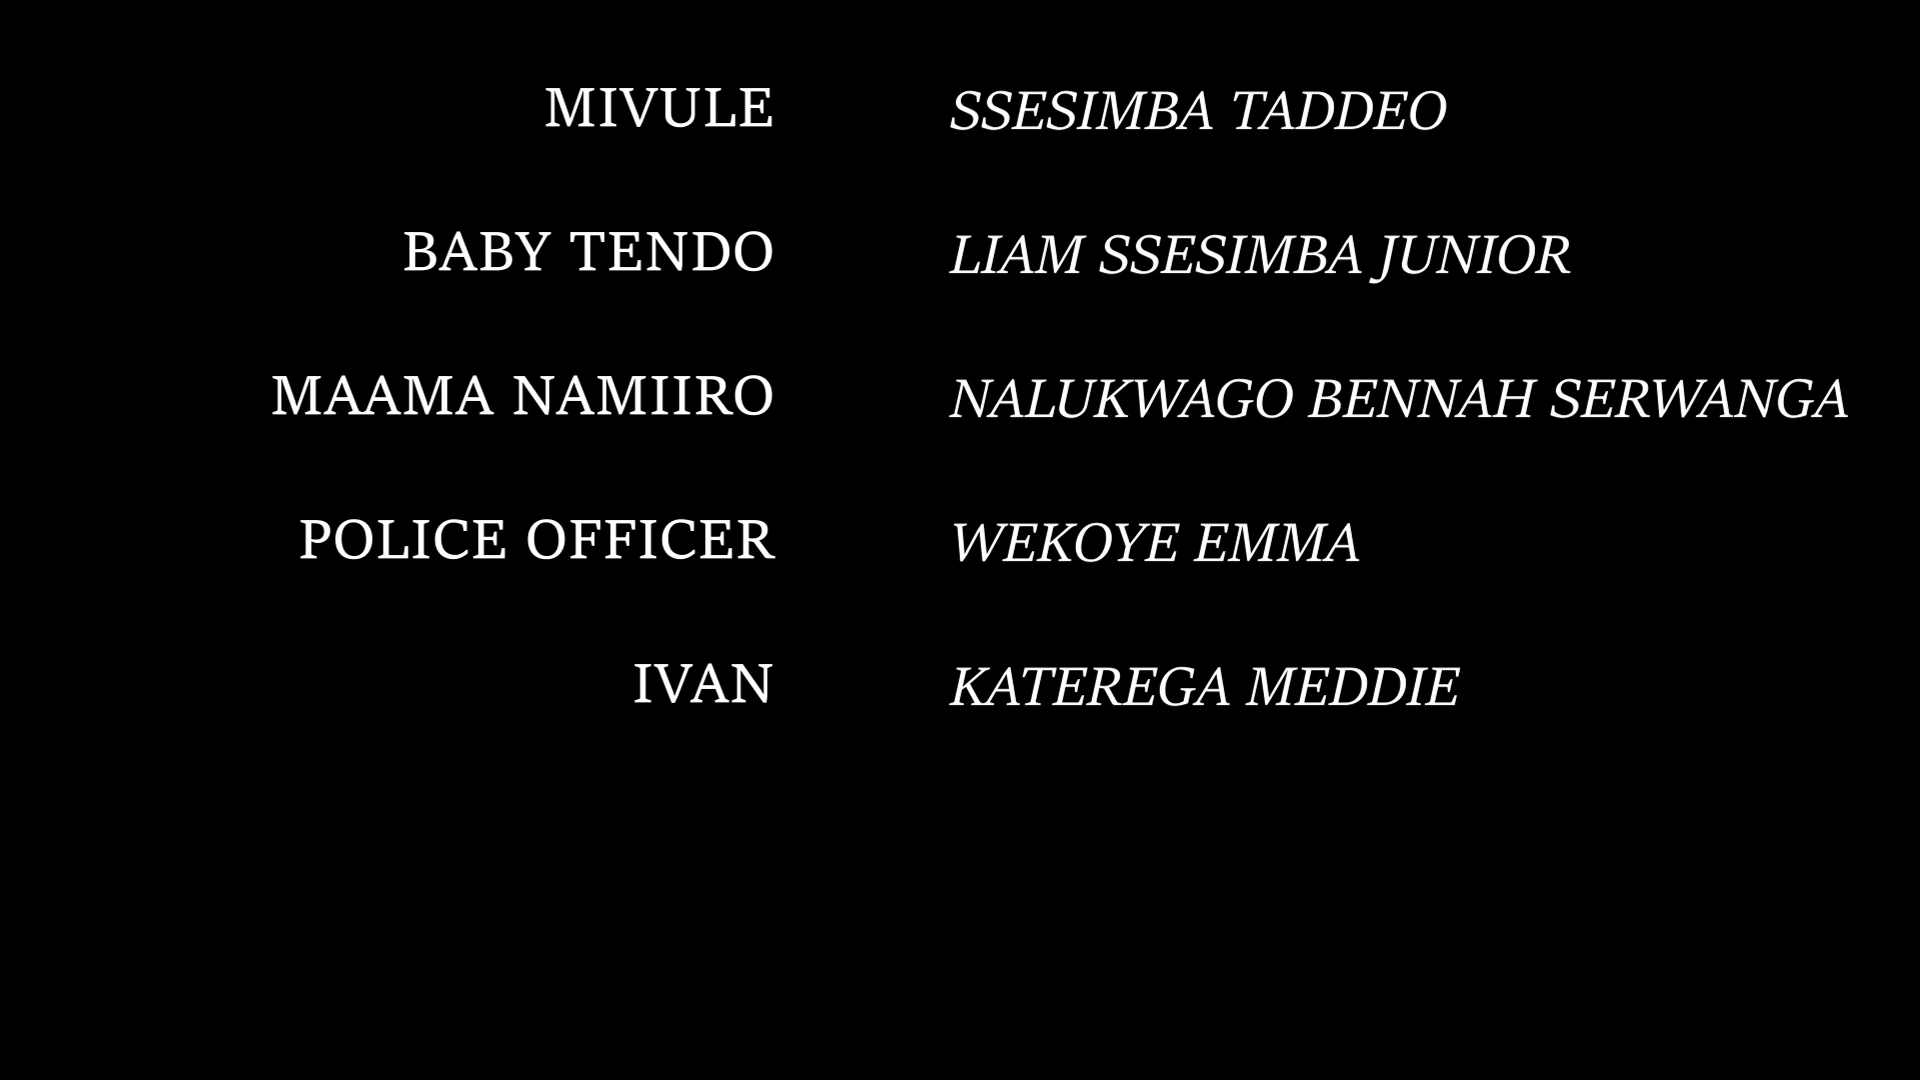 MIVULE SSESIMBA TADDEO
BABY TENDO LIAM SSESIMBA JUNIOR
MAAMA NAMIIRO NALUKWAGO BENNAH SERWANGA
POLICE OFFICER WEKOYE EMMA
IVAN KATEREGA MEDDIE